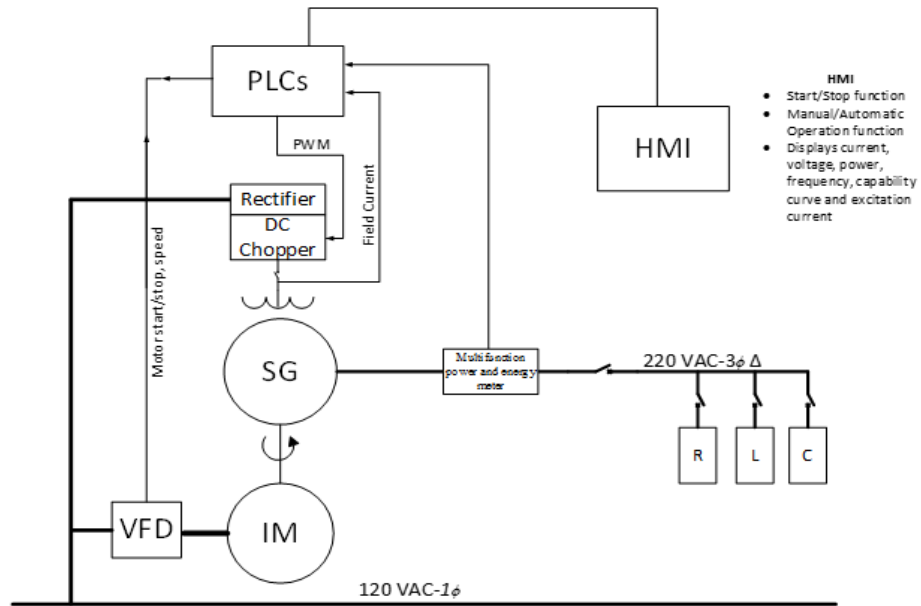 PLCs
HMI
HMI
● Start/Stop function
● Manual/Automatic
Operation function
● Displays current,
voltage, power,
frequency, capability
curve and excitation
current
PWM
Field Current
Rectifier
DC
Chopper
Motor start/stop, speed
SG
Multifunction
power and energy
meter
220 VAC-3ϕ Δ
R
L
C
VFD
IM
120 VAC-1ϕ